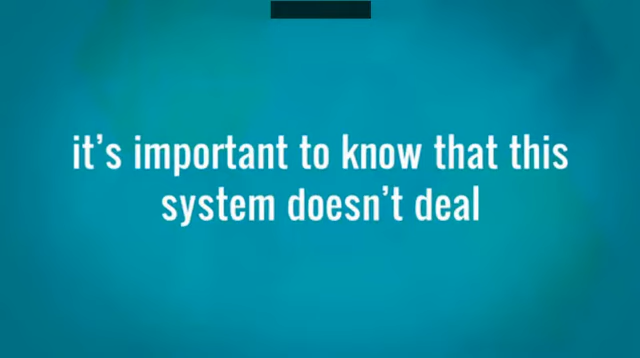 it’s important to know that this
system doesn’t deal